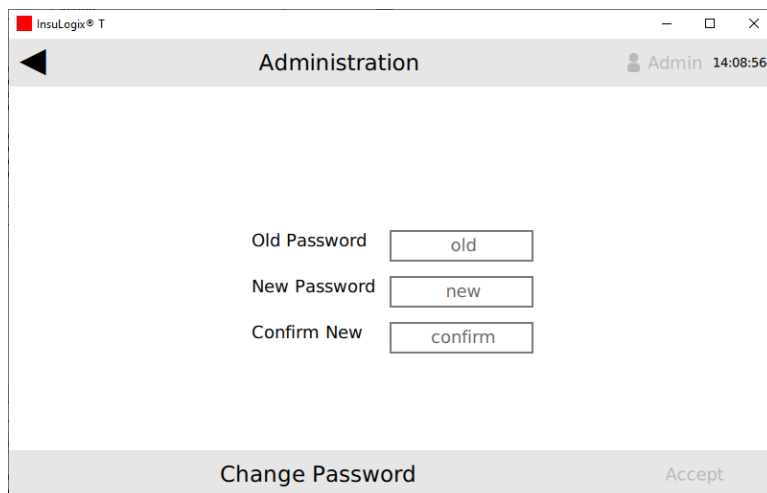 InsuLogix® T
Administration Admin 14:08:56
Old Password old
New Password new
Confirm New confirm
Change Password Accept